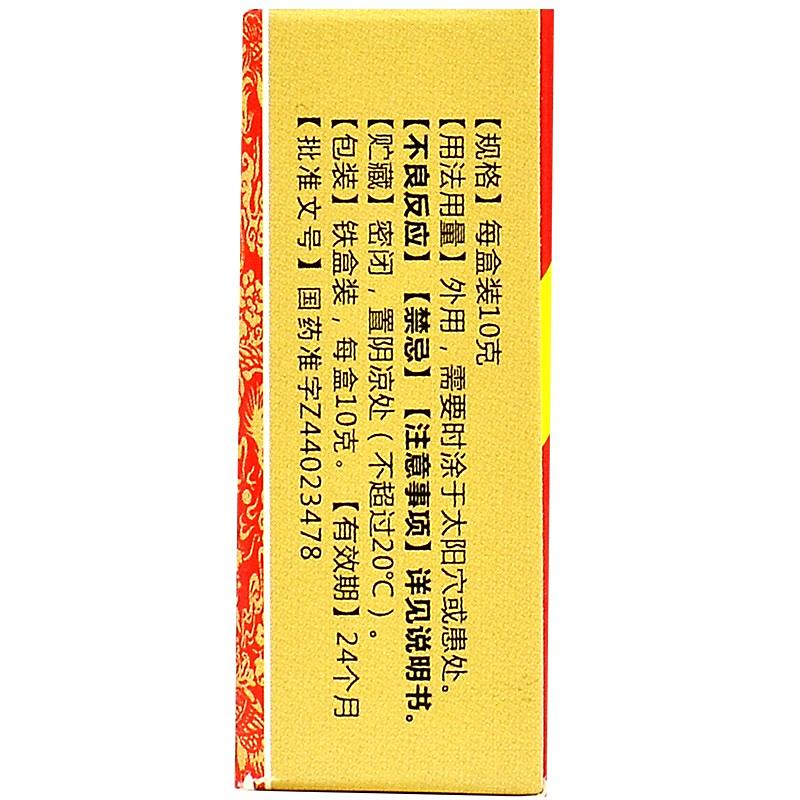 【规格】每盒装10克
【用法用量】外用，需要时涂于太阳穴或患处。
【不良反应】【禁忌】【注意事项】详见说明书。
【贮藏】密闭，置阴凉处（不超过20℃）。
【包装】铁盒装，每盒10克。【有效期】24个月
【批准文号】国药准字Z44023478